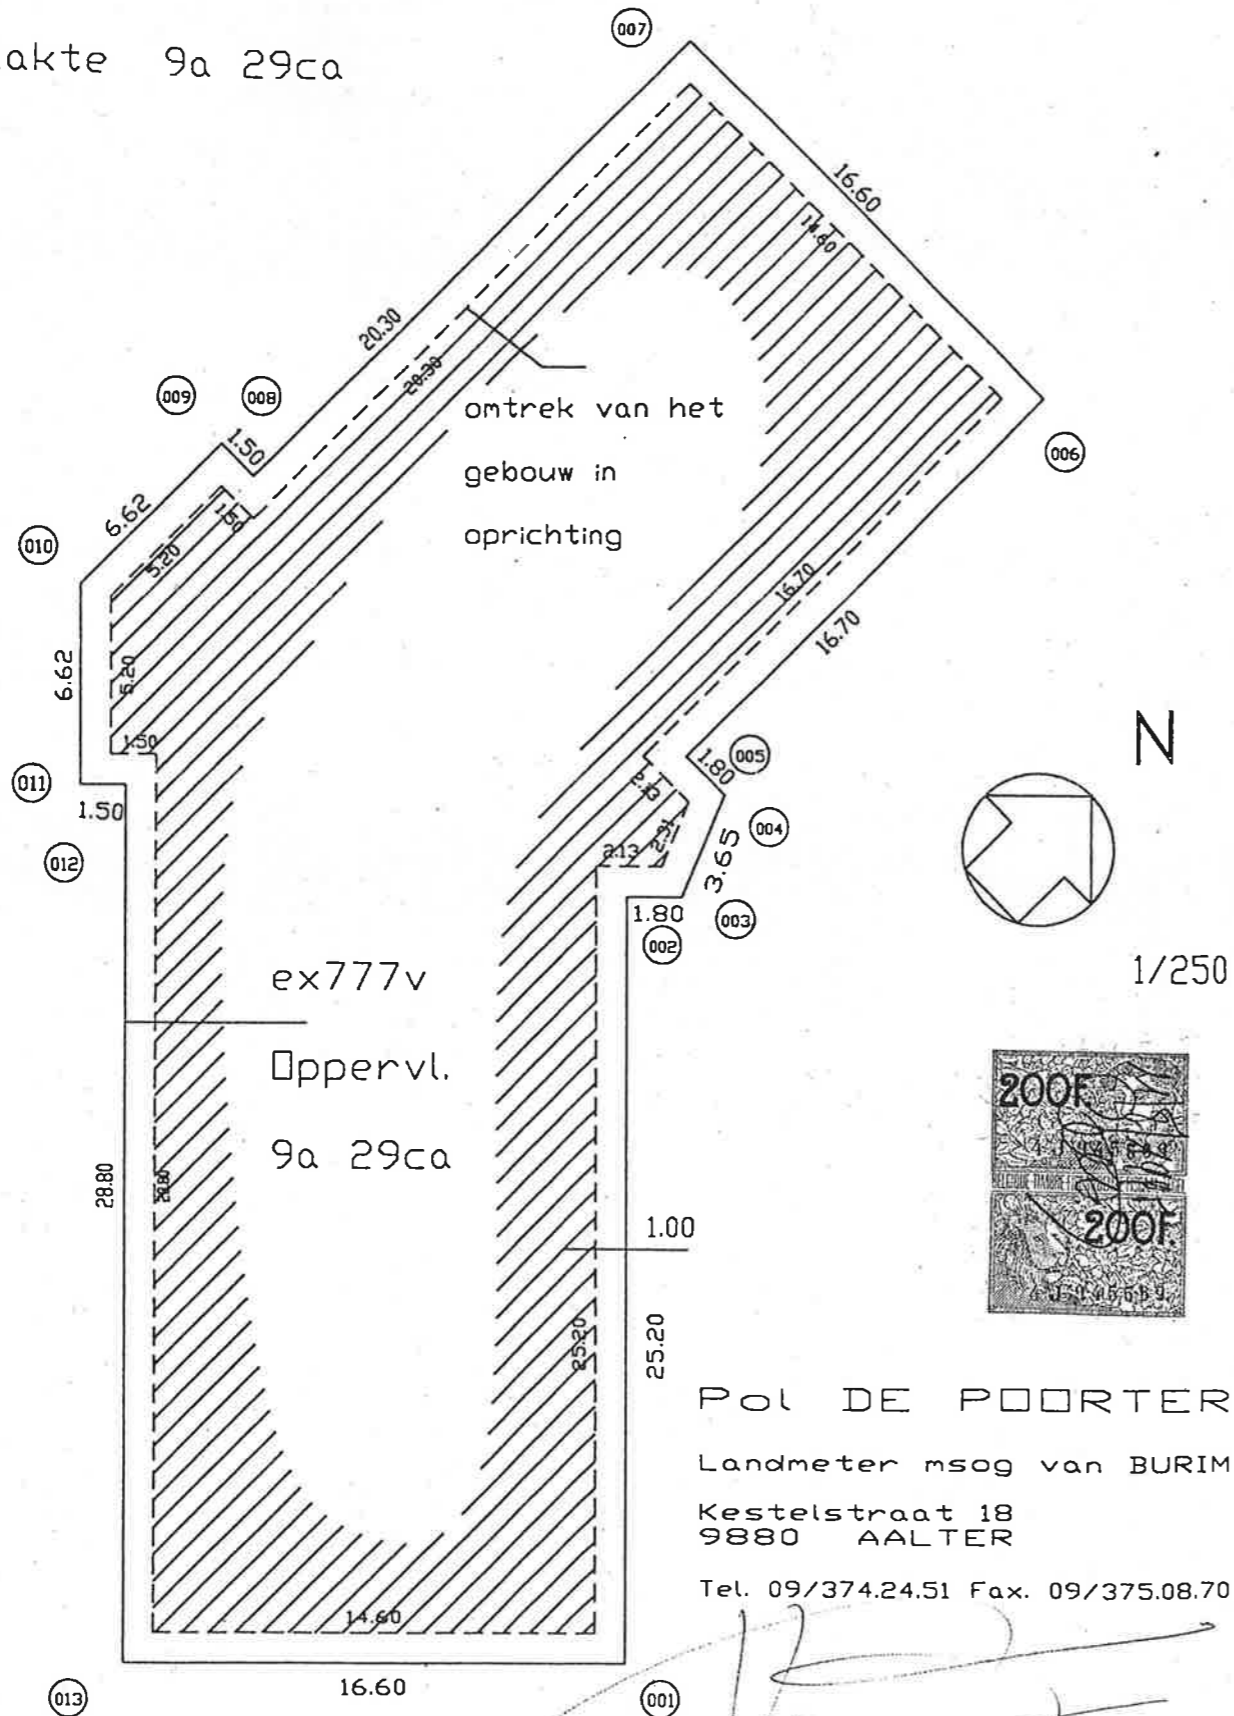 akte 9a 29ca
007
16.60
14.60
20.30
20.30
009
008
1.50
omtrek van het
gebouw in
oprichting
006
6.62
1.50
010
5.20
16.70
16.70
6.62
5.20
N
1.50
005
1.80
011
2.13
1.50
004
2.31
2.13
3.65
012
1.80
003
002
ex777v
1/250
Oppervl.
200F.
9a 29ca
28.80
28.80
1.00
200F.
25.20
25.20
Pol DE POORTER
Landmeter msog van BURIM
Kestelstraat 18
9880 AALTER
Tel. 09/374.24.51 Fax. 09/375.08.70
14.60
16.60
013
001